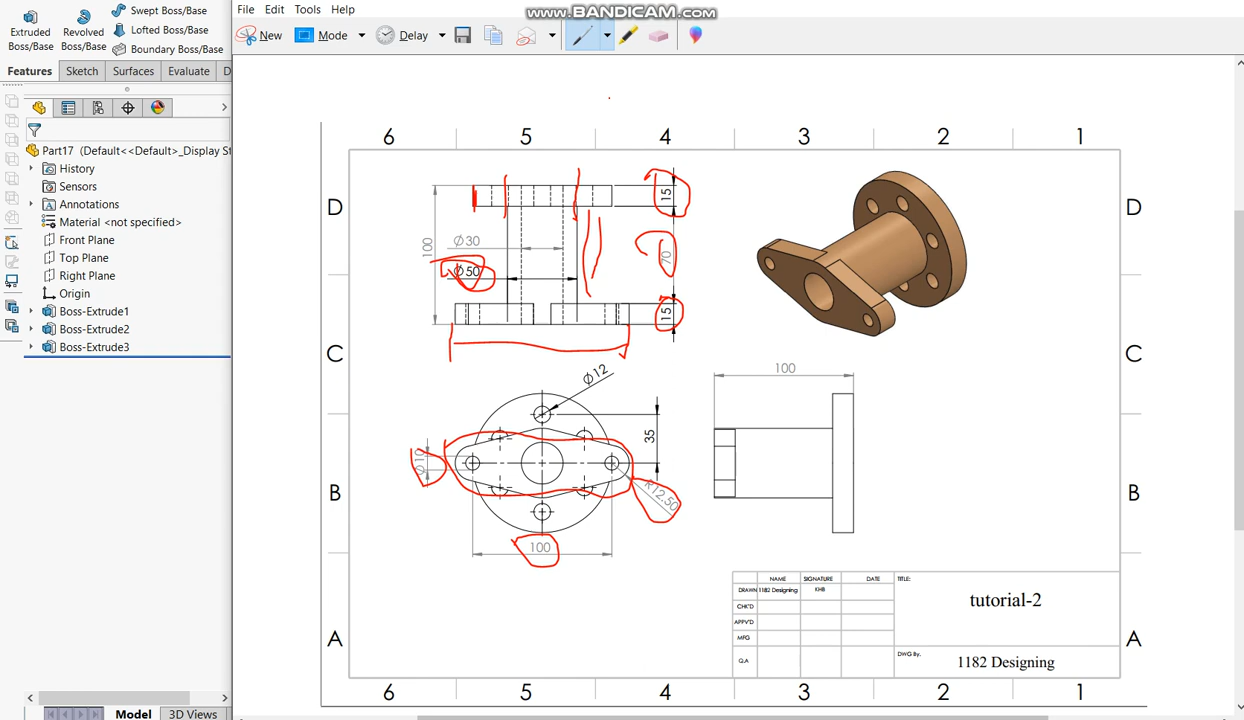 www.BANDICAM.com
File Edit Tools Help
Extruded Boss/Base
Revolved Boss/Base
Swept Boss/Base
Lofted Boss/Base
Boundary Boss/Base
New Mode Delay
Features Sketch Surfaces Evaluate D
Part17 (Default<<Default>_Display St
History
Sensors
Annotations
Material <not specified>
Front Plane
Top Plane
Right Plane
Origin
Boss-Extrude1
Boss-Extrude2
Boss-Extrude3
6 5 4 3 2 1
D D
15
100
Ø30
70
Ø50
15
C C
Ø12
100
35
Ø10
R12.50
B B
100
NAME SIGNATURE DATE TITLE:
DRAWN 1182 Designing KHB
tutorial-2
CHK'D
APPV'D
MFG
Q.A
DWG By.
1182 Designing
A A
6 5 4 3 2 1
Model 3D Views